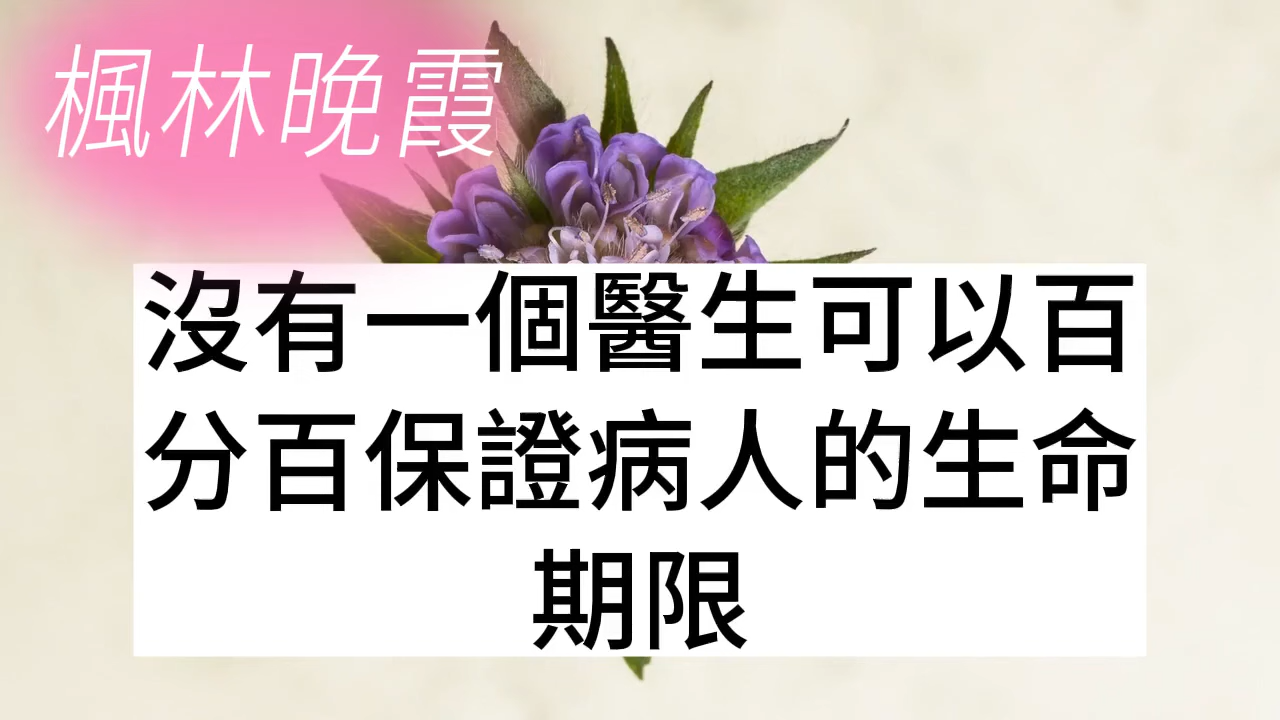 楓林晚霞
沒有一個醫生可以百
分百保證病人的生命
期限